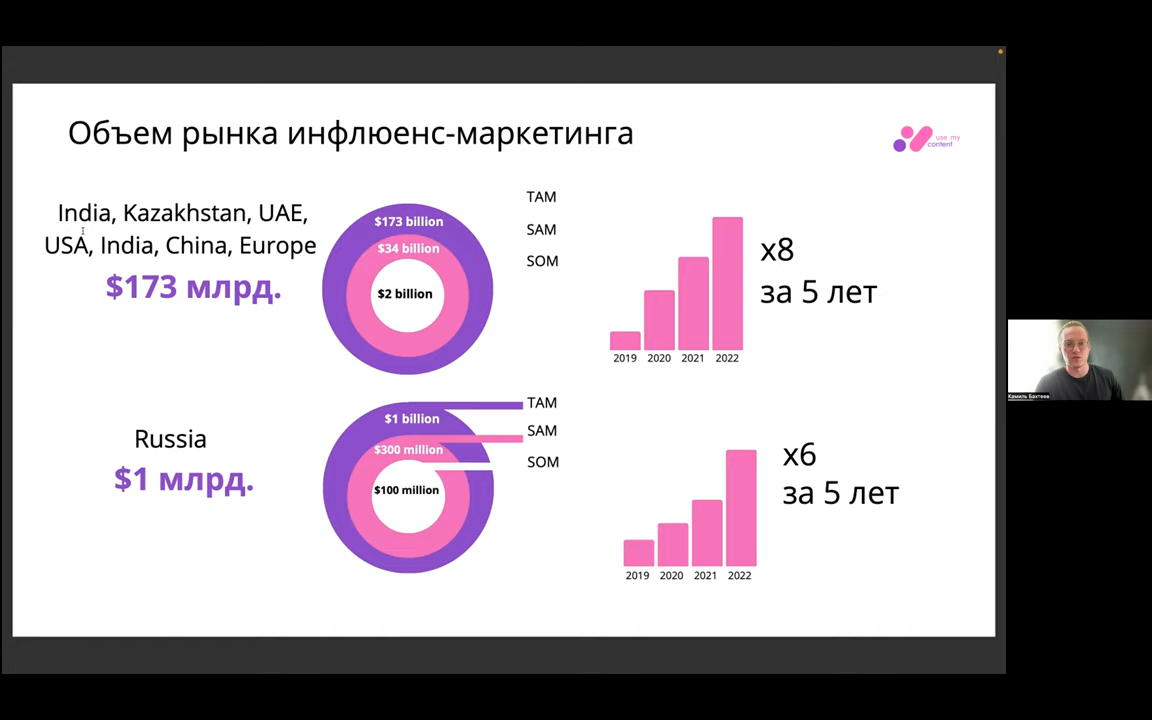 Объем рынка инфлюенс-маркетинга
use my
content
India, Kazakhstan, UAE,
USA, India, China, Europe
$173 млрд.
$173 billion
$34 billion
$2 billion
TAM
SAM
SOM
2019 2020 2021 2022
x8
за 5 лет
Russia
$1 млрд.
$1 billion
$300 million
$100 million
TAM
SAM
SOM
2019 2020 2021 2022
x6
за 5 лет
Камиль Бахтеев